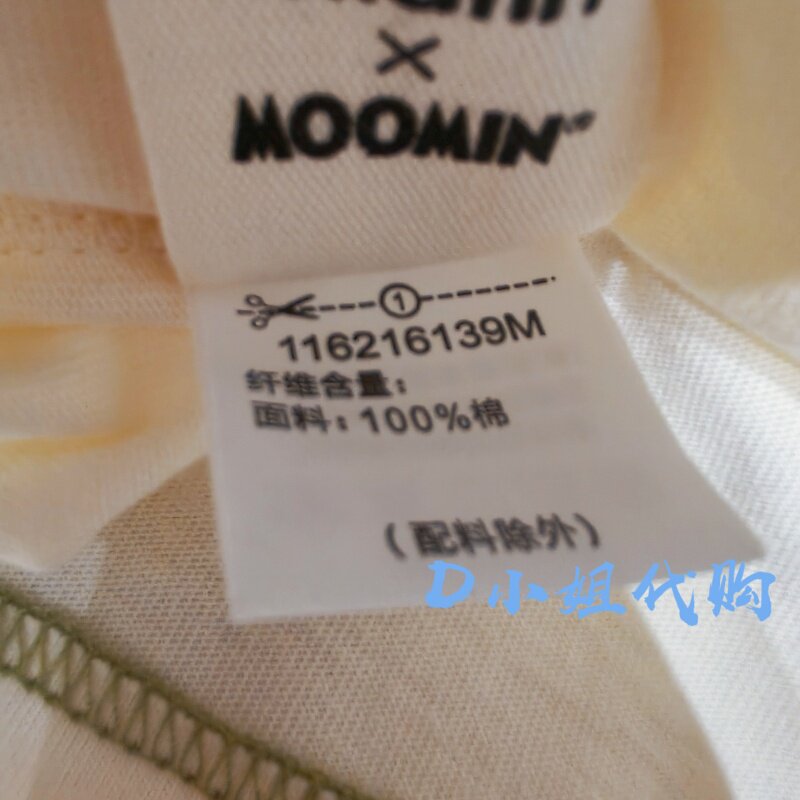 ×
MOOMIN
1
116216139M
纤维含量:
面料: 100%棉
(配料除外)
D小姐代购